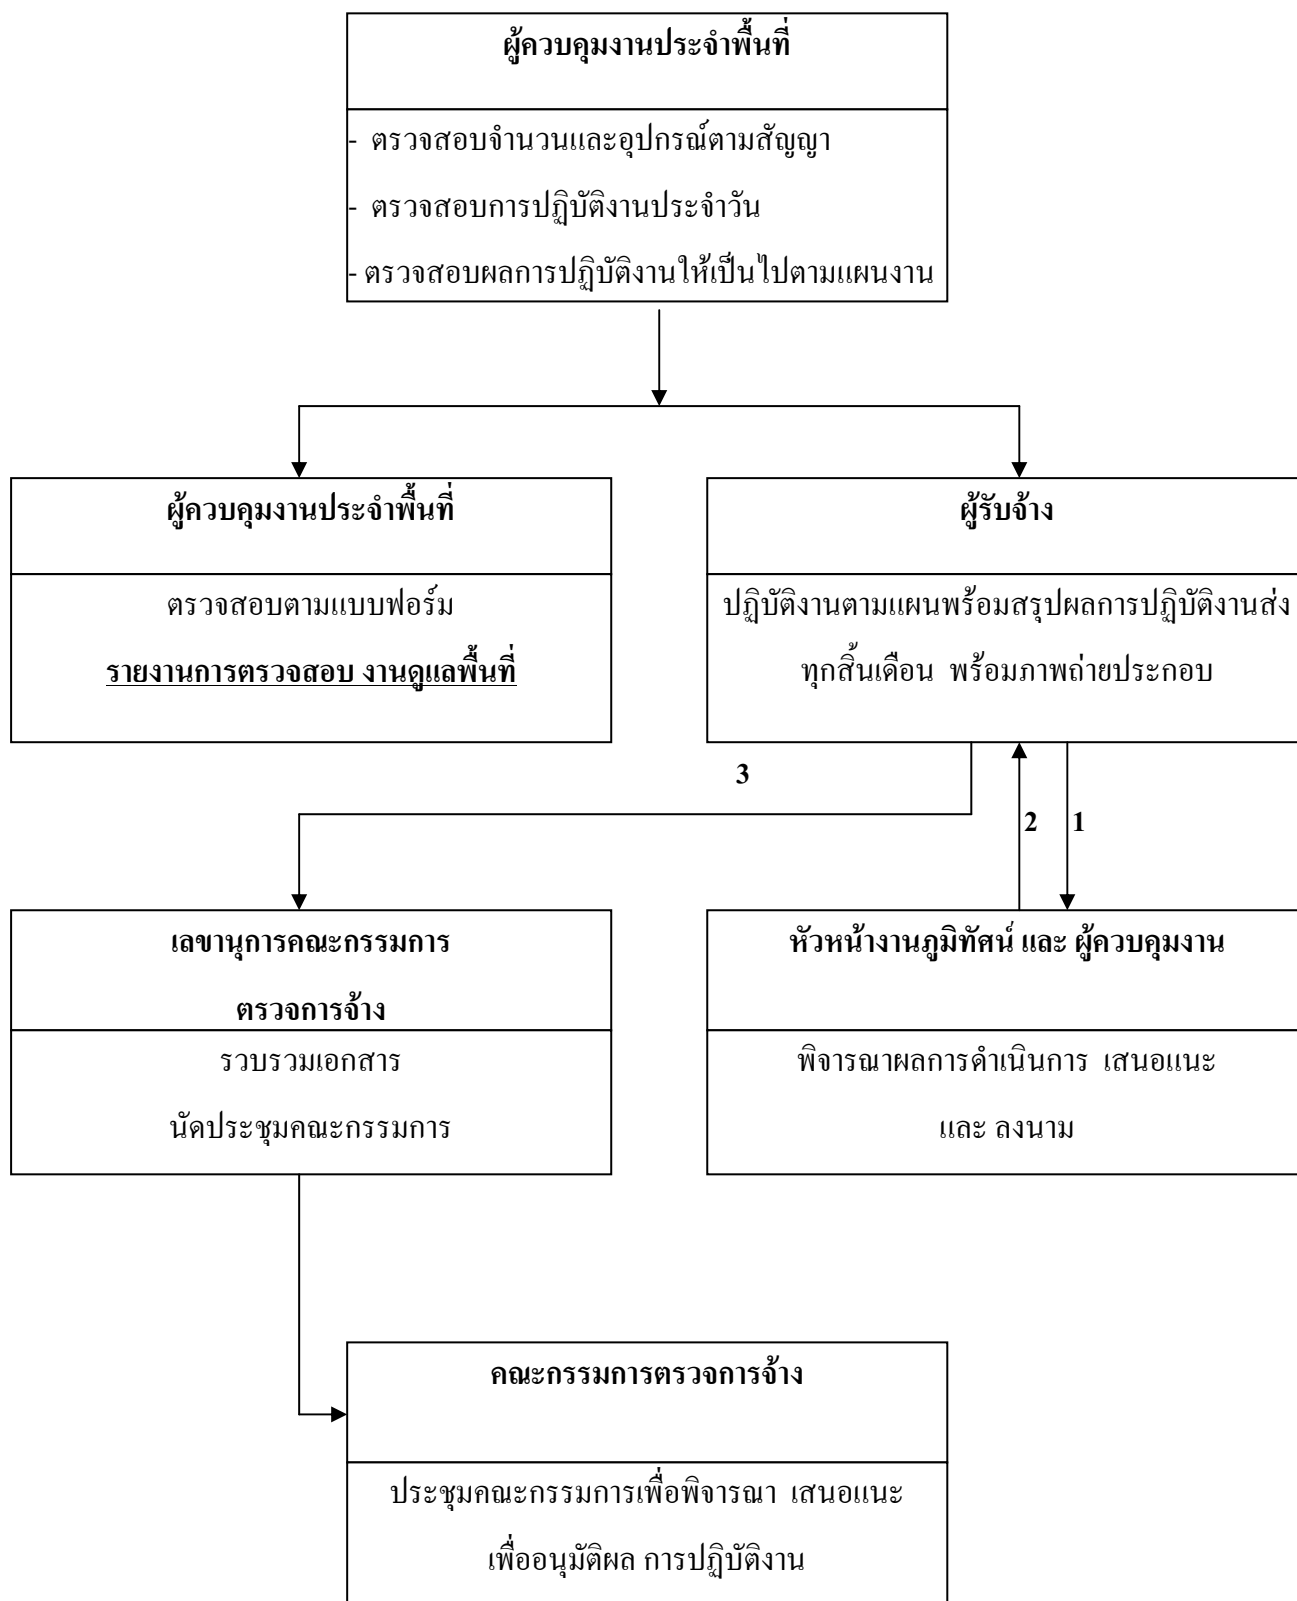 ผู้ควบคุมงานประจำพื้นที่
- ตรวจสอบจำนวนและอุปกรณ์ตามสัญญา
- ตรวจสอบการปฏิบัติงานประจำวัน
- ตรวจสอบผลการปฏิบัติงานให้เป็นไปตามแผนงาน
ผู้ควบคุมงานประจำพื้นที่
ตรวจสอบตามแบบฟอร์ม
รายงานการตรวจสอบ งานดูแลพื้นที่
ผู้รับจ้าง
ปฏิบัติงานตามแผนพร้อมสรุปผลการปฏิบัติงานส่ง
ทุกสิ้นเดือน พร้อมภาพถ่ายประกอบ
3
2
1
เลขานุการคณะกรรมการ
ตรวจการจ้าง
รวบรวมเอกสาร
นัดประชุมคณะกรรมการ
หัวหน้างานภูมิทัศน์ และ ผู้ควบคุมงาน
พิจารณาผลการดำเนินการ เสนอแนะ
และ ลงนาม
คณะกรรมการตรวจการจ้าง
ประชุมคณะกรรมการเพื่อพิจารณา เสนอแนะ
เพื่ออนุมัติผล การปฏิบัติงาน